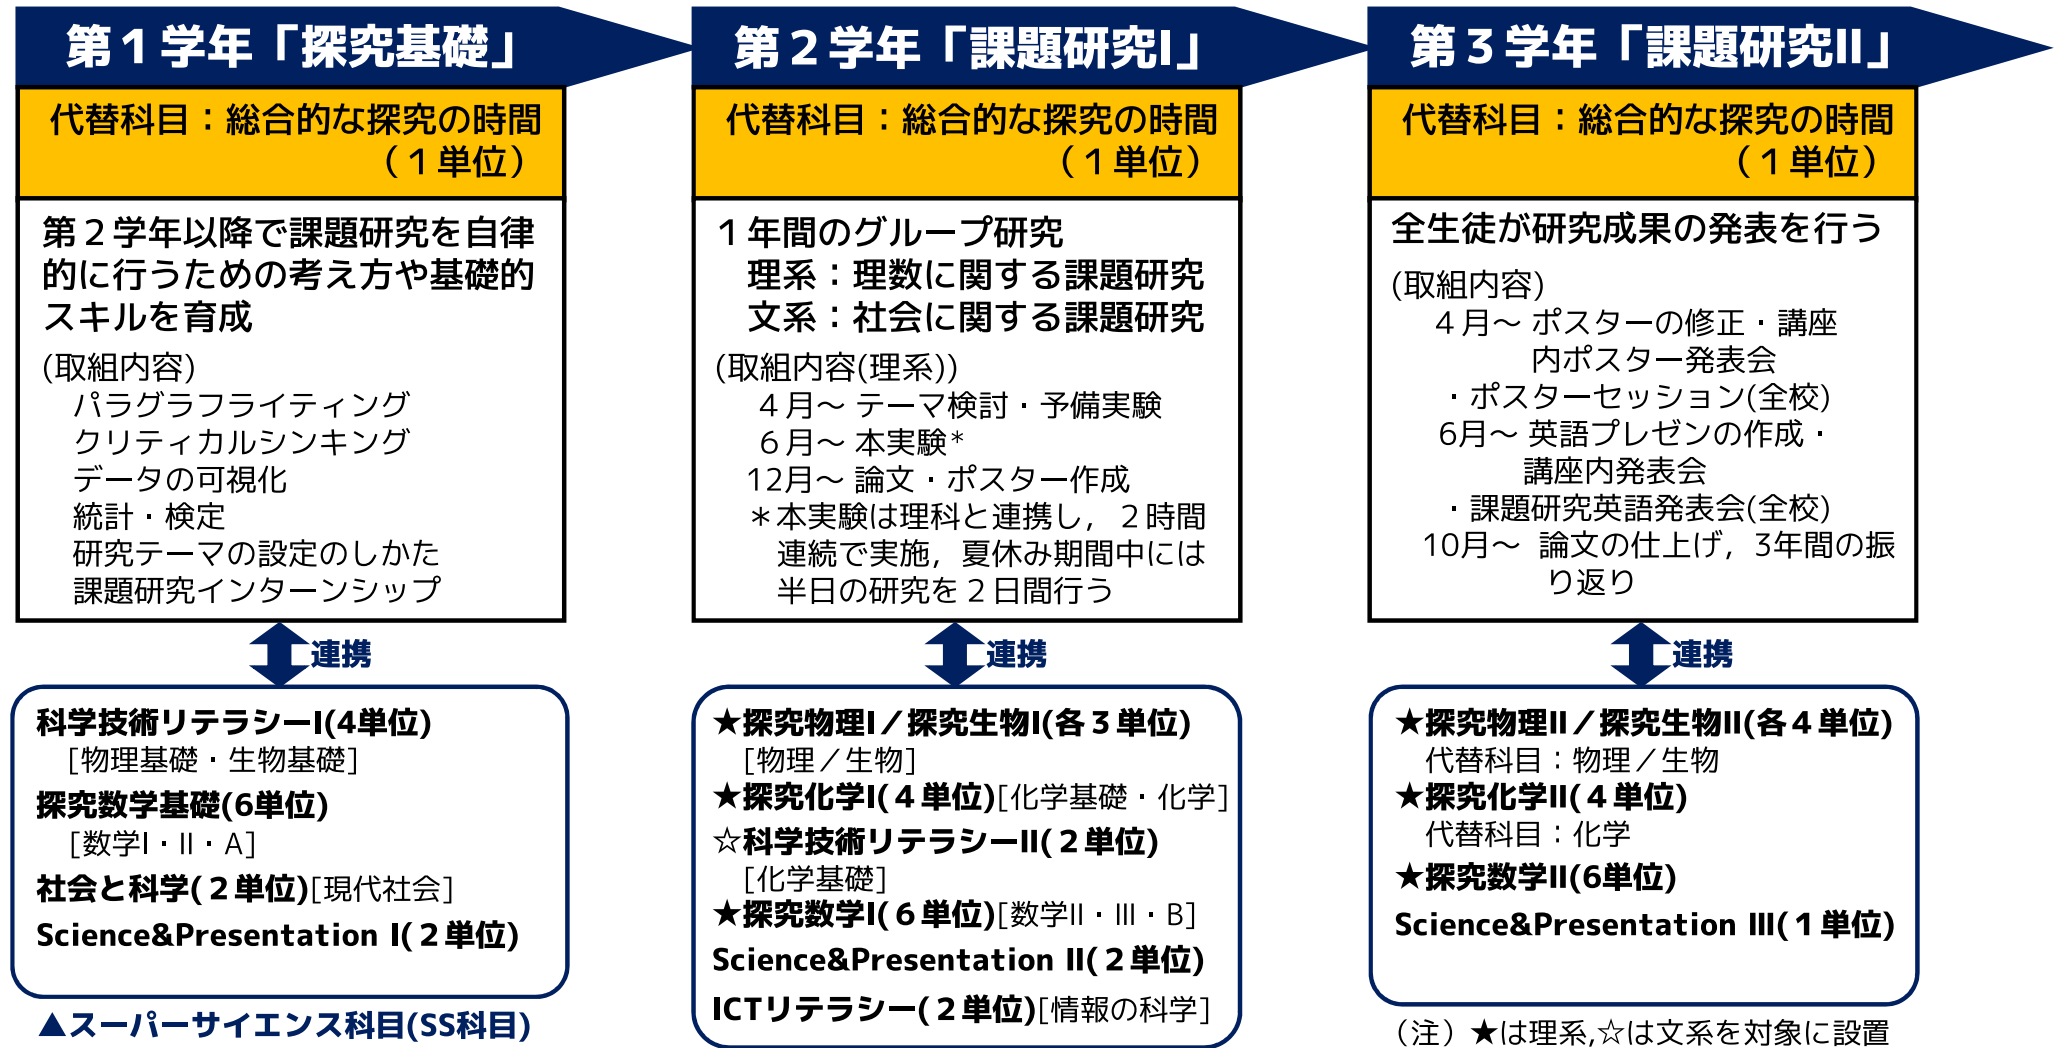 第１学年「探究基礎」
代替科目：総合的な探究の時間
（１単位）
第２学年以降で課題研究を自律
的に行うための考え方や基礎的
スキルを育成
(取組内容)
パラグラフライティング
クリティカルシンキング
データの可視化
統計・検定
研究テーマの設定のしかた
課題研究インターンシップ
連携
科学技術リテラシーI(4単位)
[物理基礎・生物基礎]
探究数学基礎(6単位)
[数学I・II・A]
社会と科学(２単位)[現代社会]
Science&Presentation I(２単位)
▲スーパーサイエンス科目(SS科目)
第２学年「課題研究I」
代替科目：総合的な探究の時間
（１単位）
１年間のグループ研究
理系：理数に関する課題研究
文系：社会に関する課題研究
(取組内容(理系))
４月～ テーマ検討・予備実験
６月～ 本実験*
12月～ 論文・ポスター作成
＊本実験は理科と連携し，２時間
連続で実施，夏休み期間中には
半日の研究を２日間行う
連携
★探究物理I／探究生物I(各３単位)
[物理／生物]
★探究化学I(４単位)[化学基礎・化学]
☆科学技術リテラシーII(２単位)
[化学基礎]
★探究数学I(６単位)[数学II・III・B]
Science&Presentation II(２単位)
ICTリテラシー(２単位)[情報の科学]
第３学年「課題研究II」
代替科目：総合的な探究の時間
（１単位）
全生徒が研究成果の発表を行う
(取組内容)
４月～ ポスターの修正・講座
内ポスター発表会
・ポスターセッション(全校)
6月～ 英語プレゼンの作成・
講座内発表会
・課題研究英語発表会(全校)
10月～ 論文の仕上げ，3年間の振
り返り
連携
★探究物理II／探究生物II(各４単位)
代替科目：物理／生物
★探究化学II(４単位)
代替科目：化学
★探究数学II(6単位)
Science&Presentation III(１単位)
（注）★は理系,☆は文系を対象に設置